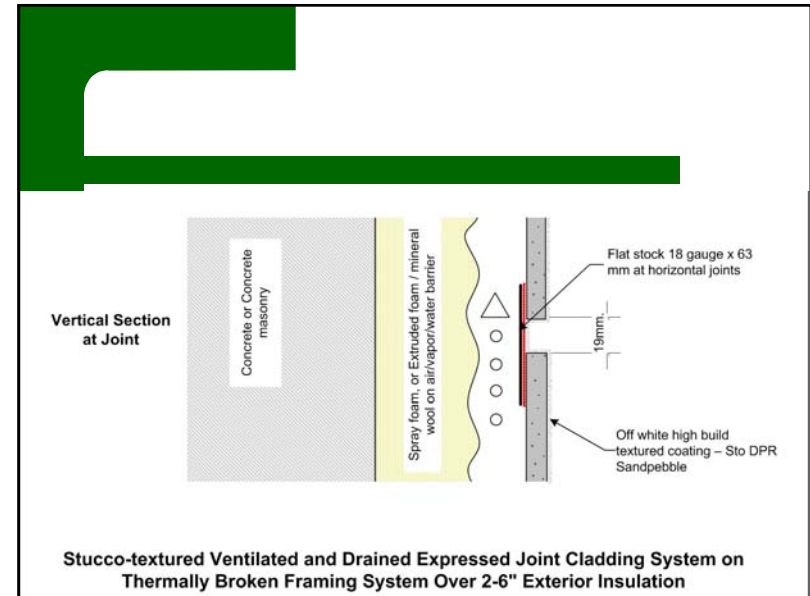 Vertical Section
at Joint
Concrete or Concrete
masonry
Spray foam, or Extruded foam / mineral
wool on air/vapor/water barrier
Flat stock 18 gauge x 63
mm at horizontal joints
19mm.
Off white high build
textured coating – Sto DPR
Sandpebble
Stucco-textured Ventilated and Drained Expressed Joint Cladding System on
Thermally Broken Framing System Over 2-6" Exterior Insulation